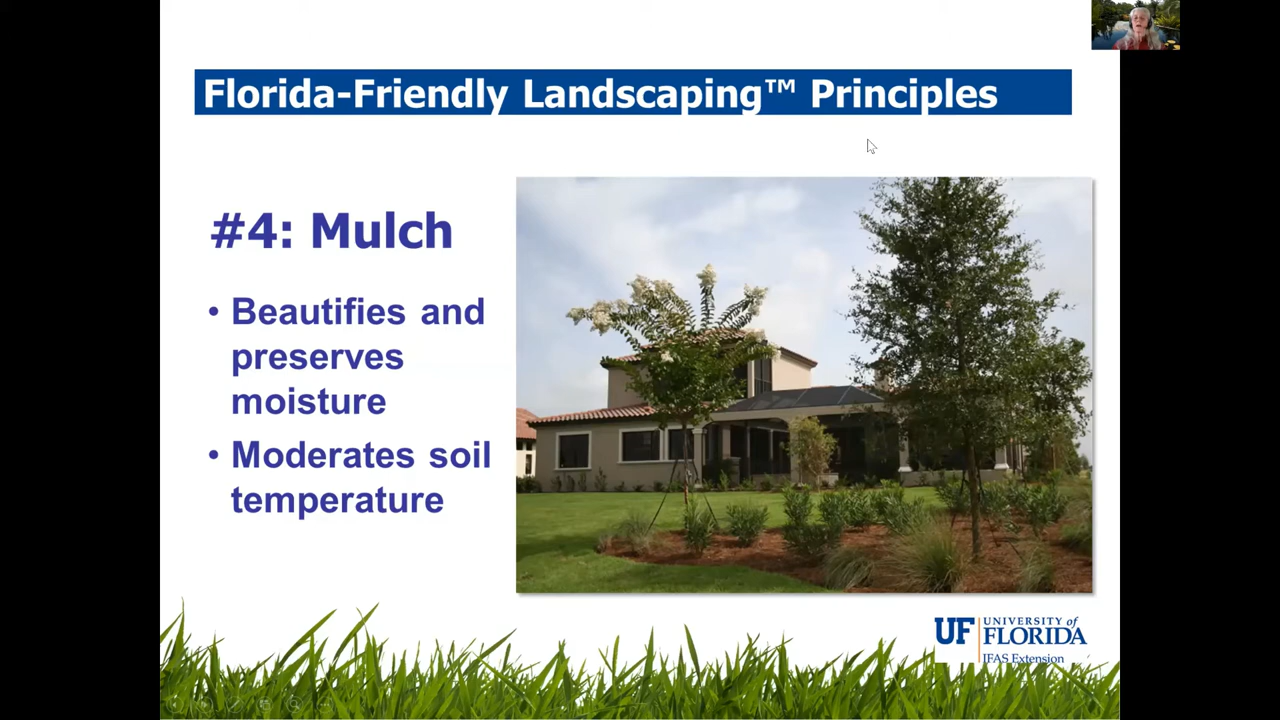 Florida-Friendly Landscaping™ Principles
#4: Mulch
• Beautifies and
preserves
moisture
• Moderates soil
temperature
UF UNIVERSITY of
FLORIDA
IFAS Extension